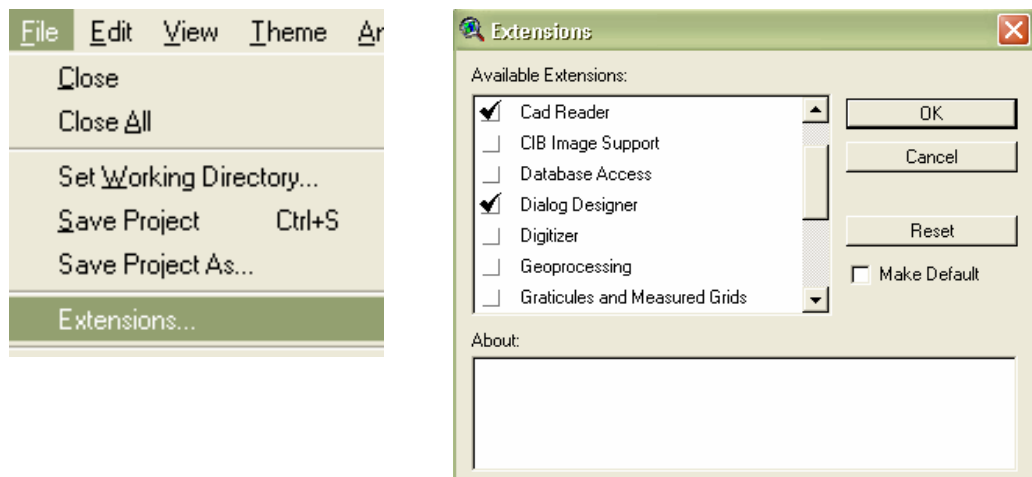 File Edit View Theme Ar
Close
Close All
Set Working Directory...
Save Project Ctrl+S
Save Project As...
Extensions...
Extensions
Available Extensions:
Cad Reader
CIB Image Support
Database Access
Dialog Designer
Digitizer
Geoprocessing
Graticules and Measured Grids
OK
Cancel
Reset
Make Default
About: